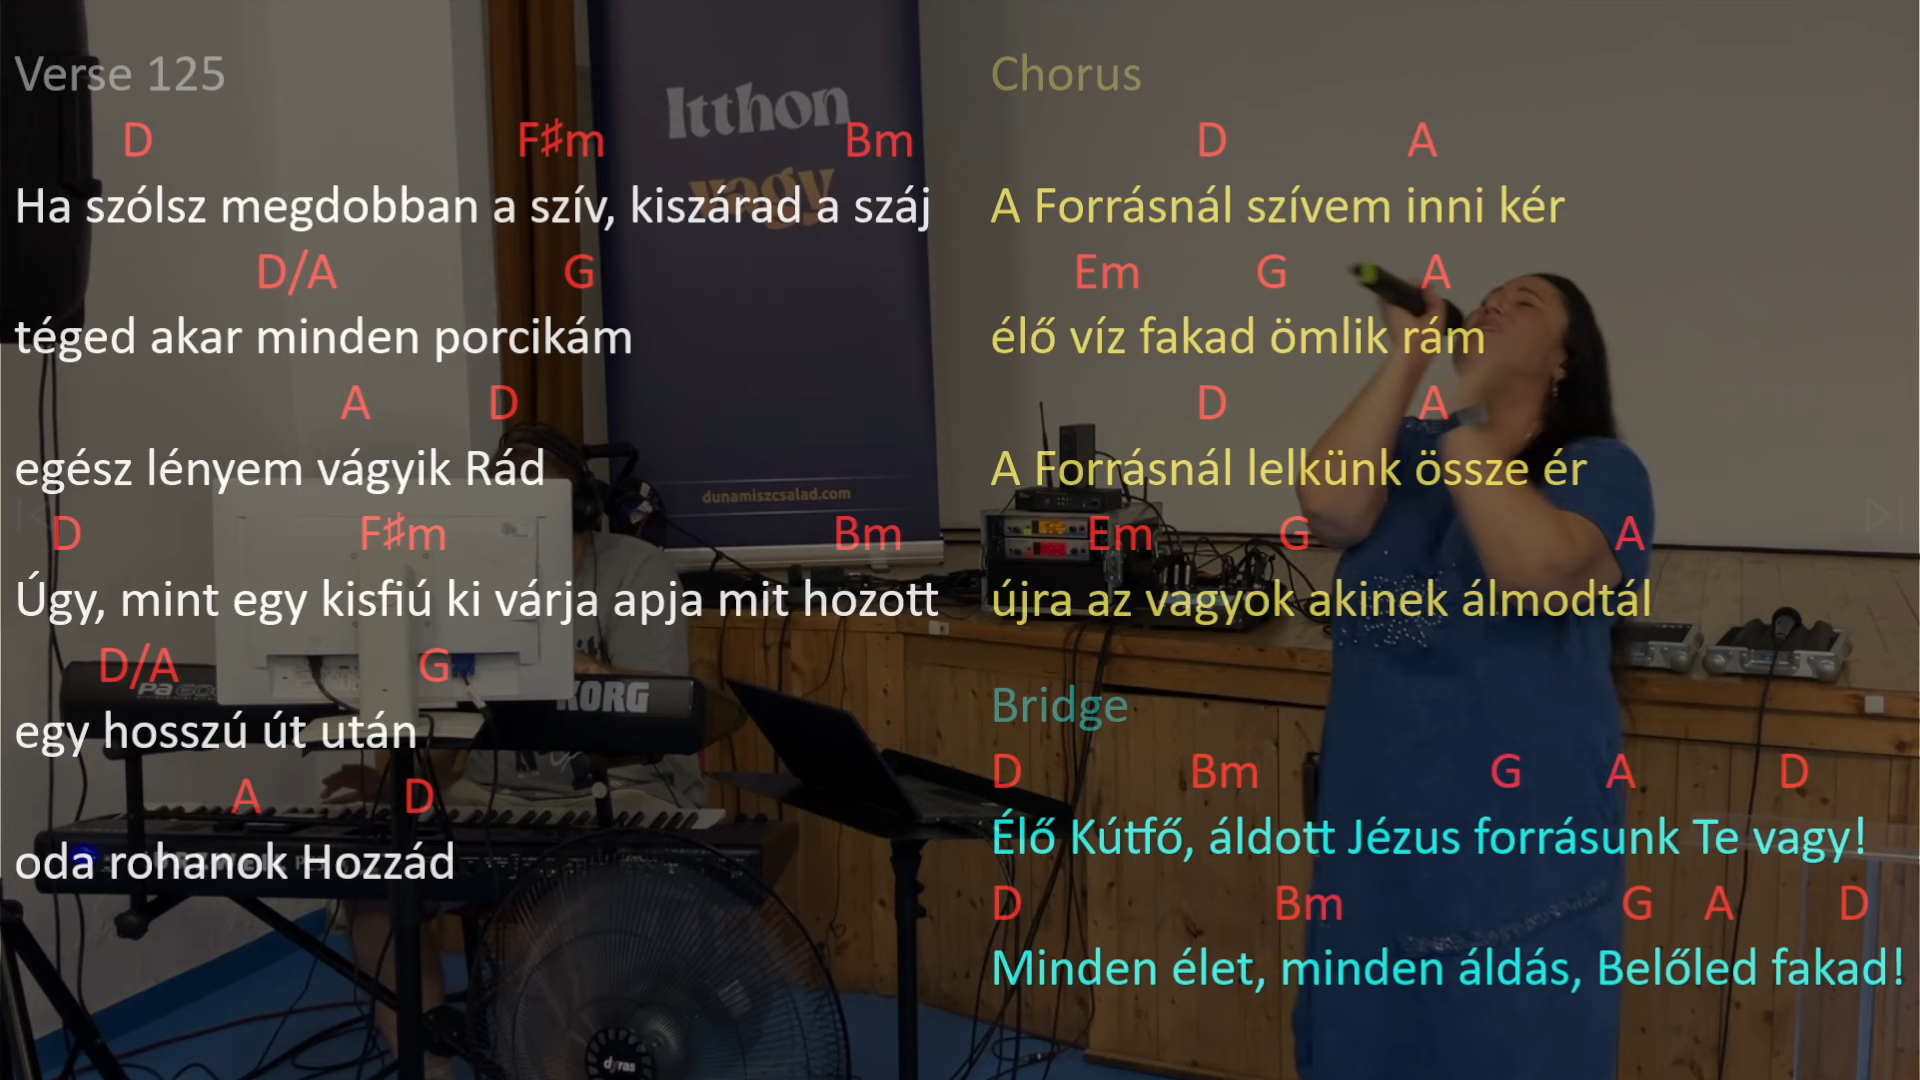 Verse 125
D F♯m Bm
Ha szólsz megdobban a szív, kiszárad a száj
D/A G
téged akar minden porcikám
A D
egész lényem vágyik Rád
D F♯m Bm
Úgy, mint egy kisfiú ki várja apja mit hozott
D/A G
egy hosszú út után
A D
oda rohanok Hozzád
Chorus
D A
A Forrásnál szívem inni kér
Em G A
élő víz fakad ömlik rám
D A
A Forrásnál lelkünk össze ér
Em G A
újra az vagyok akinek álmodtál
Bridge
D Bm G A D
Élő Kútfő, áldott Jézus forrásunk Te vagy!
D Bm G A D
Minden élet, minden áldás, Belőled fakad!
Itthon
vagy
dunamiszcsalad.com
KORG
dyras